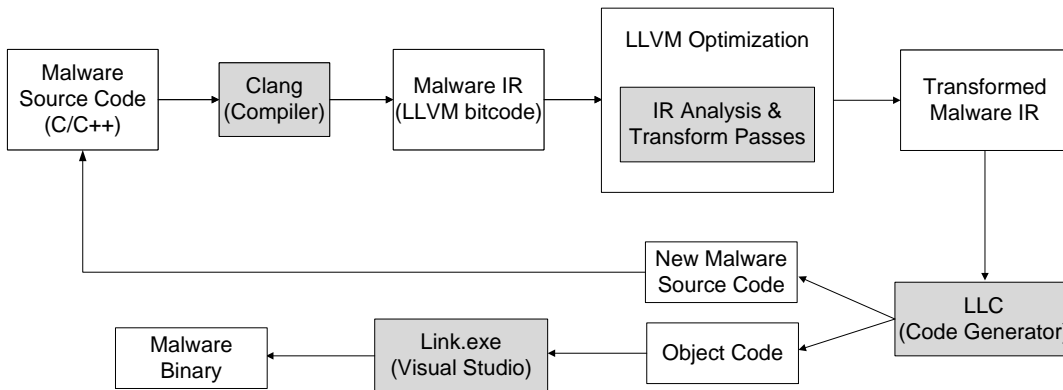 Malware
Source Code
(C/C++)
Clang
(Compiler)
Malware IR
(LLVM bitcode)
LLVM Optimization
IR Analysis &
Transform Passes
Transformed
Malware IR
New Malware
Source Code
LLC
(Code Generator)
Malware
Binary
Link.exe
(Visual Studio)
Object Code